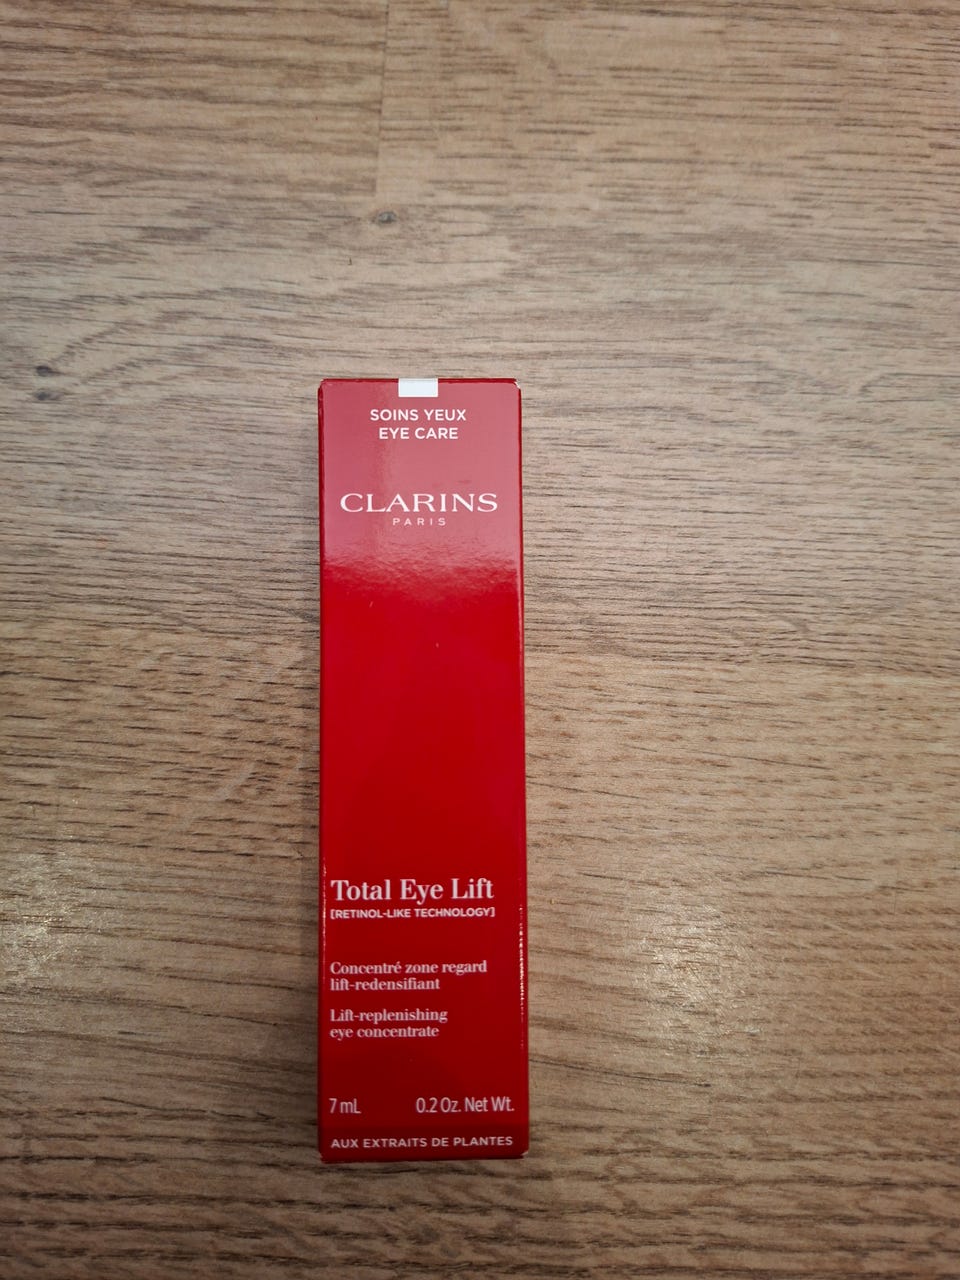 SOINS YEUX
EYE CARE
CLARINS
PARIS
Total Eye Lift
[RETINOL-LIKE TECHNOLOGY]
Concentré zone regard
lift-redensifiant
Lift-replenishing
eye concentrate
7 mL 0.2 Oz. Net Wt.
AUX EXTRAITS DE PLANTES